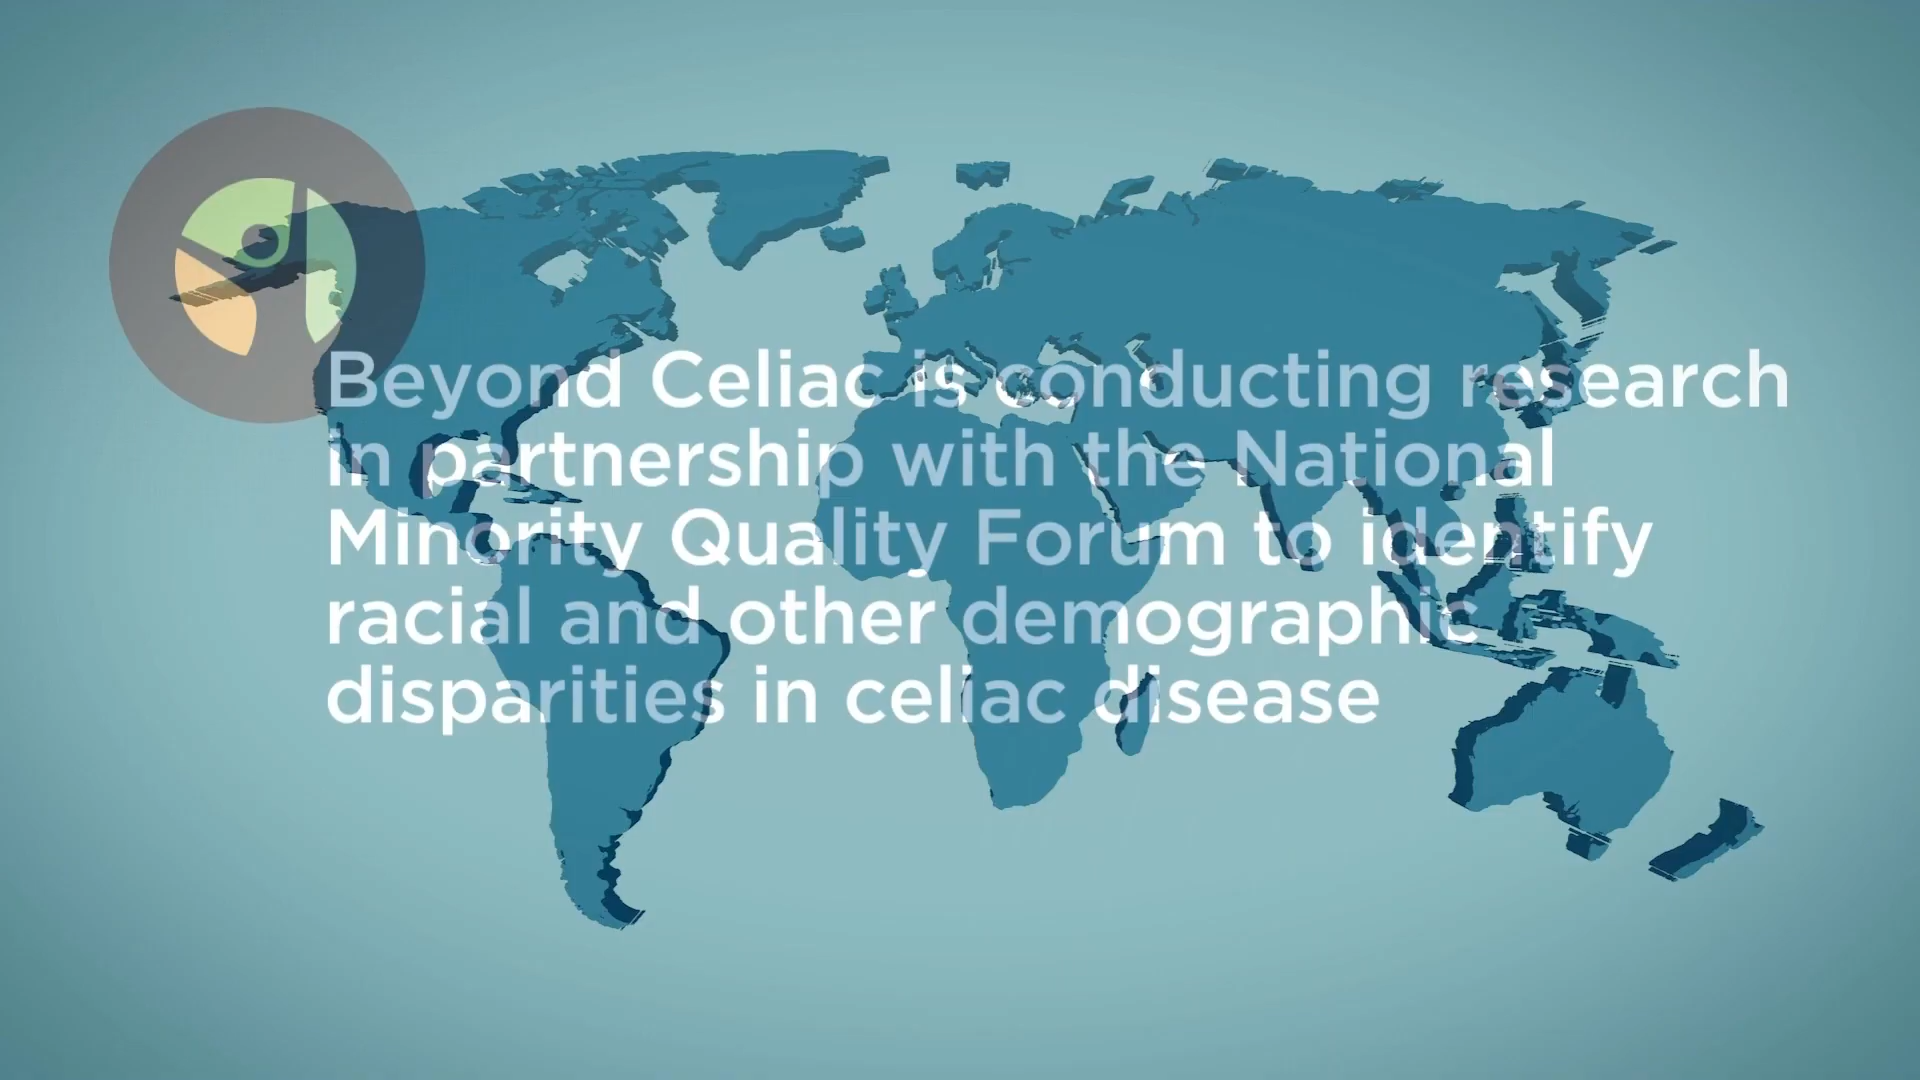 Beyond Celiac is conducting research
in partnership with the National
Minority Quality Forum to identify
racial and other demographic
disparities in celiac disease